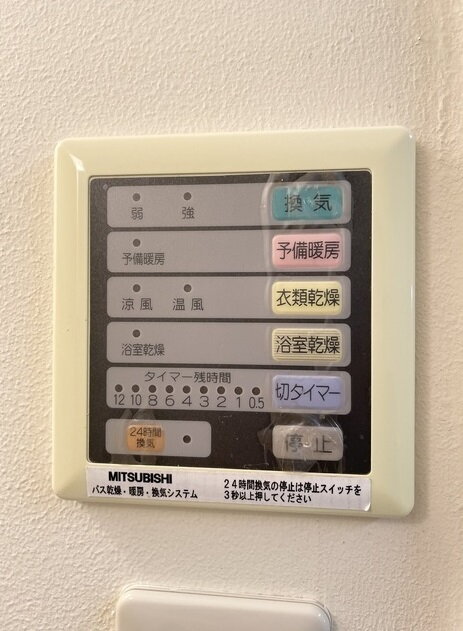 弱 強 換気
予備暖房 予備暖房
涼風 温風 衣類乾燥
浴室乾燥 浴室乾燥
タイマー残時間
12 10 8 6 4 3 2 1 0.5 切タイマー
24時間
換気
停止
MITSUBISHI
バス乾燥・暖房・換気システム
24時間換気の停止は停止スイッチを
3秒以上押してください